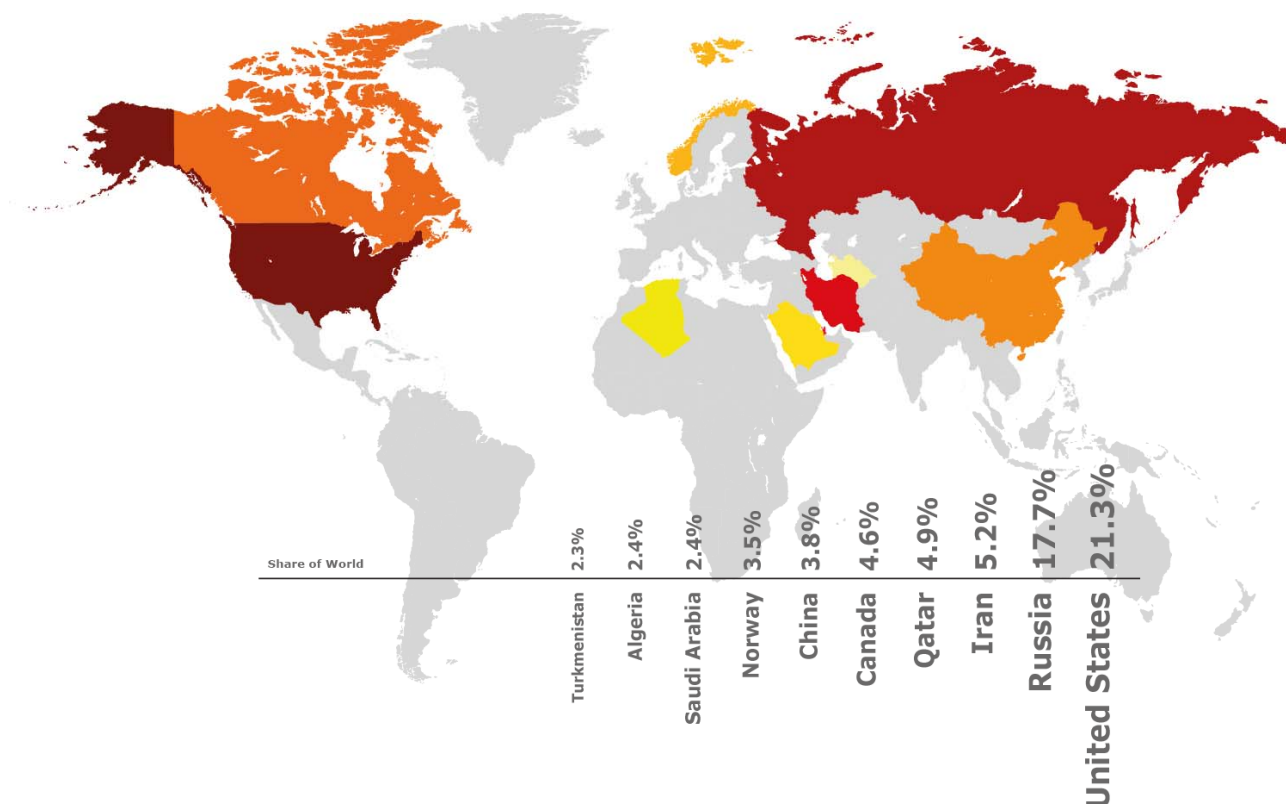 Share of World
2.3%
2.4%
2.4%
3.5%
3.8%
4.6%
4.9%
5.2%
17.7%
21.3%
Turkmenistan
Algeria
Saudi Arabia
Norway
China
Canada
Qatar
Iran
Russia
United States